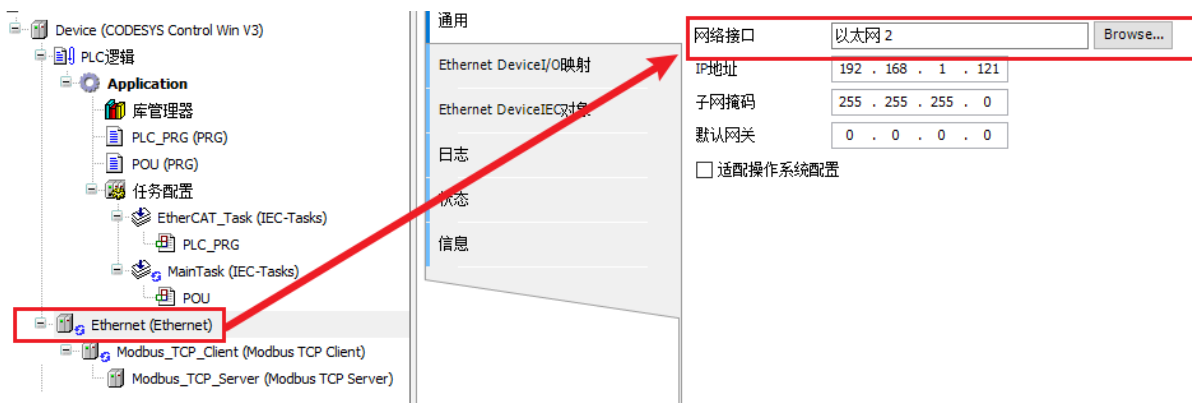 Device (CODESYS Control Win V3)
PLC逻辑
Application
库管理器
PLC_PRG (PRG)
POU (PRG)
任务配置
EtherCAT_Task (IEC-Tasks)
PLC_PRG
MainTask (IEC-Tasks)
POU
Ethernet (Ethernet)
Modbus_TCP_Client (Modbus TCP Client)
Modbus_TCP_Server (Modbus TCP Server)
通用
Ethernet DeviceI/O映射
Ethernet DeviceIEC对象
日志
状态
信息
网络接口 以太网 2 Browse...
IP地址 192 . 168 . 1 . 121
子网掩码 255 . 255 . 255 . 0
默认网关 0 . 0 . 0 . 0
适配操作系统配置